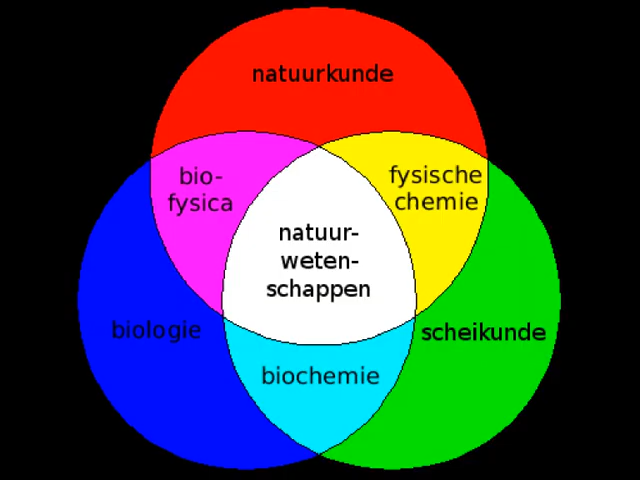 natuurkunde
bio-
fysica
fysische
chemie
natuur-
weten-
schappen
biologie
scheikunde
biochemie